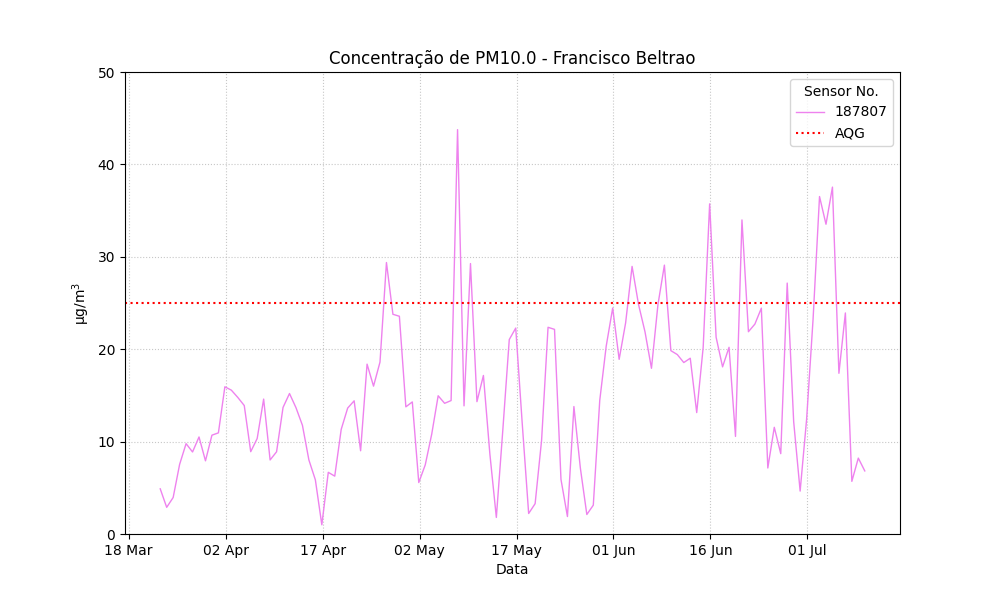 Concentração de PM10.0 - Francisco Beltrao
Sensor No.
187807
AQG
50
40
30
20
10
0
µg/m³
18 Mar
02 Apr
17 Apr
02 May
17 May
01 Jun
16 Jun
01 Jul
Data